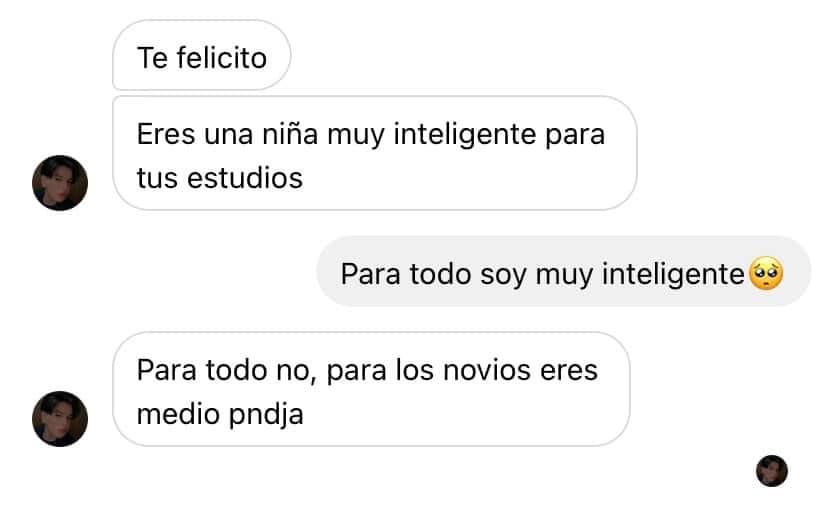 Te felicito
Eres una niña muy inteligente para
tus estudios
Para todo soy muy inteligente🥺
Para todo no, para los novios eres
medio pndja